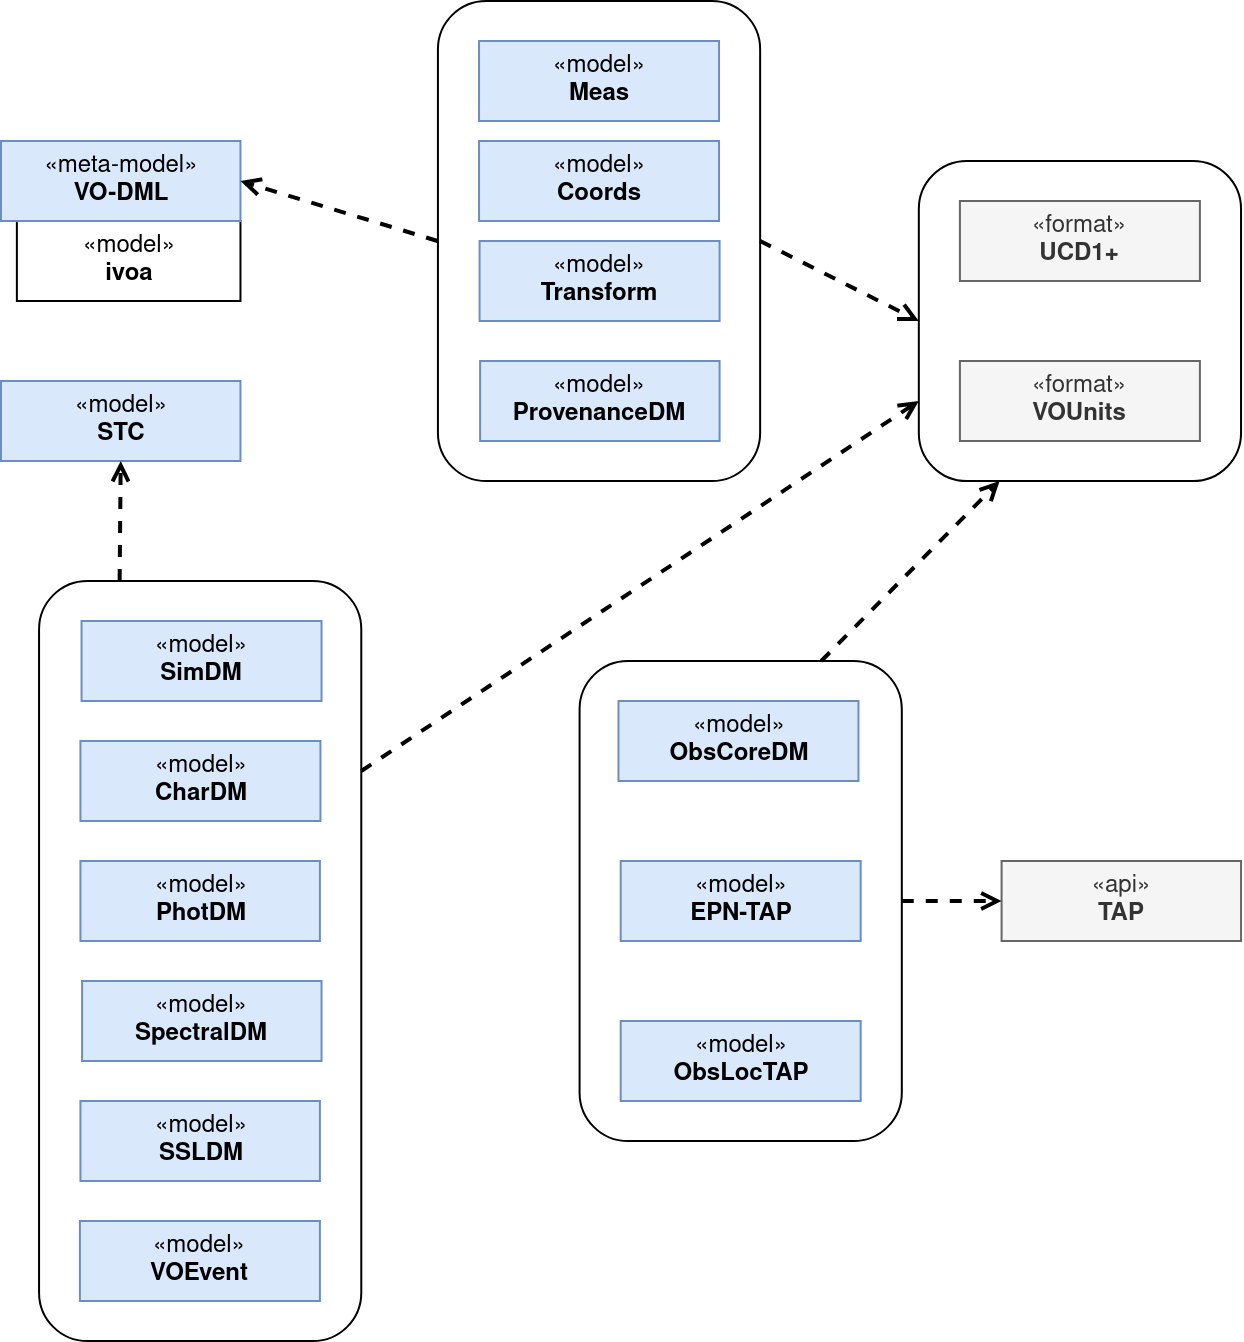 «model»
Meas
«model»
Coords
«model»
Transform
«model»
ProvenanceDM
«meta-model»
VO-DML
«model»
ivoa
«model»
STC
«format»
UCD1+
«format»
VOUnits
«model»
SimDM
«model»
CharDM
«model»
PhotDM
«model»
SpectralDM
«model»
SSLDM
«model»
VOEvent
«model»
ObsCoreDM
«model»
EPN-TAP
«model»
ObsLocTAP
«api»
TAP